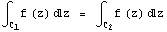 ∫_{C₁} f (z) ⅆz = ∫_{C₂} f (z) ⅆz